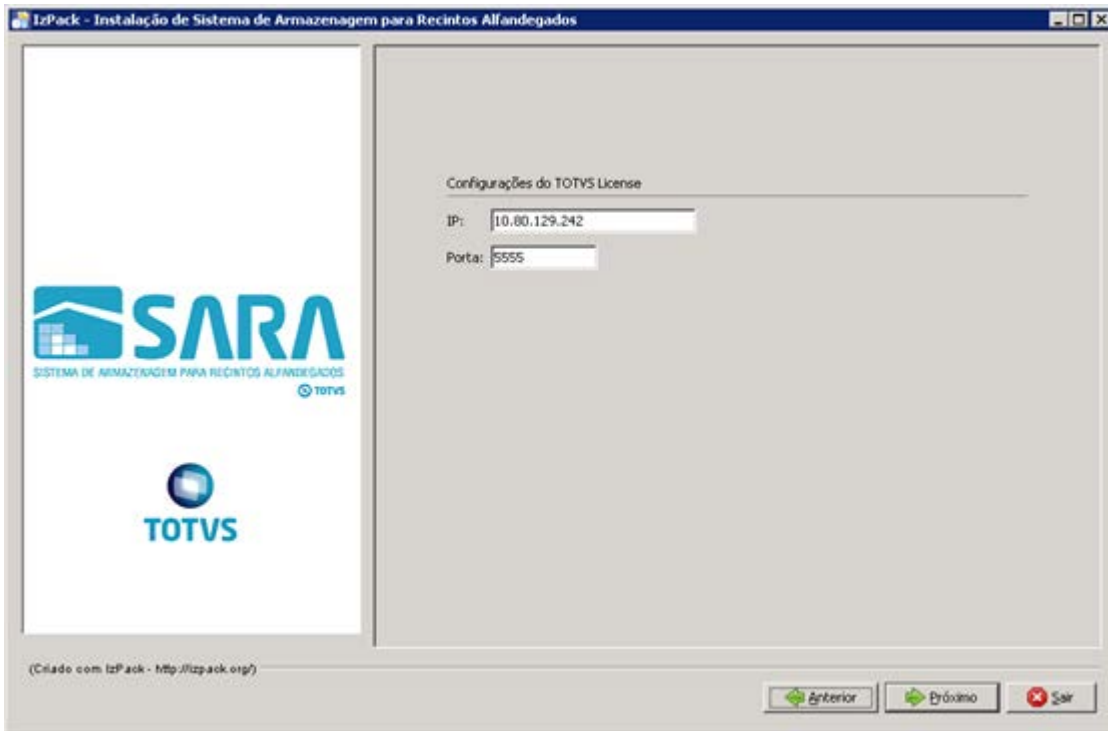 IzPack - Instalação de Sistema de Armazenagem para Recintos Alfandegados
Configurações do TOTVS License
IP: 10.80.129.242
Porta: 5555
SARA
SISTEMA DE ARMAZENAGEM PARA RECINTOS ALFANDEGADOS
TOTVS
TOTVS
(Criado com IzPack - http://izpack.org/)
Anterior Próximo Sair